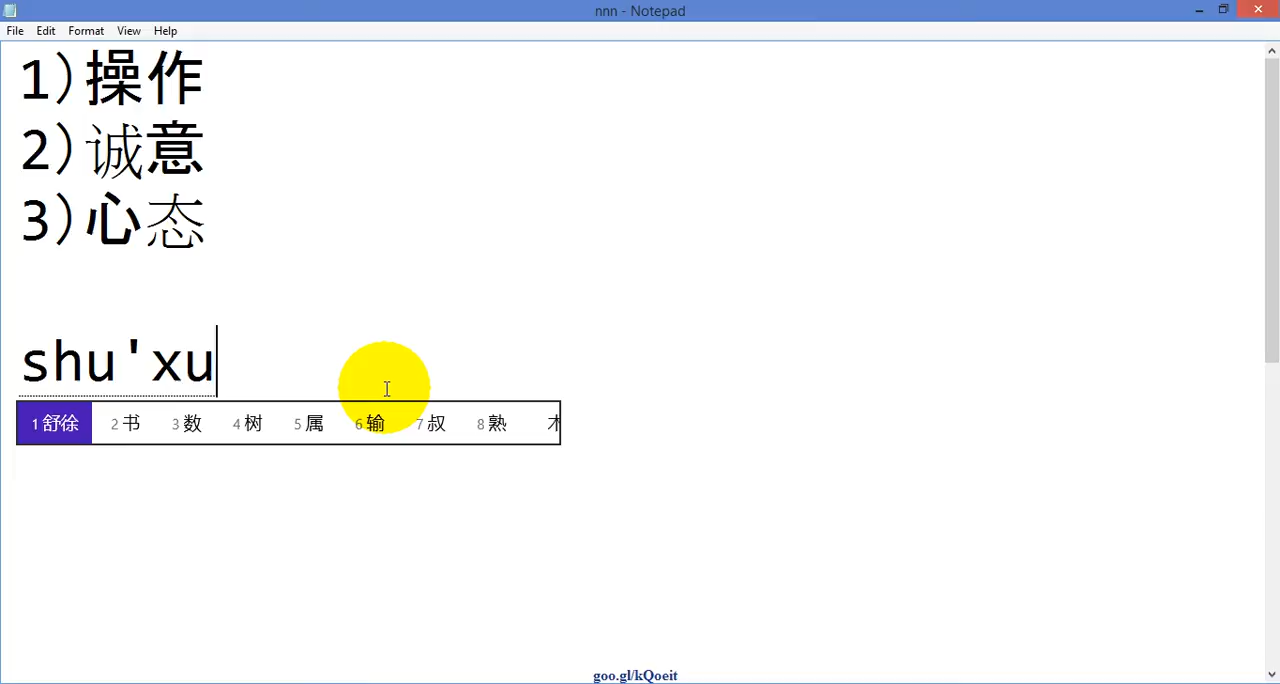 nnn - Notepad
File Edit Format View Help
1)操作
2)诚意
3)心态
shu'xu
1舒徐 2书 3数 4树 5属 6输 7叔 8熟
goo.gl/kQoeit